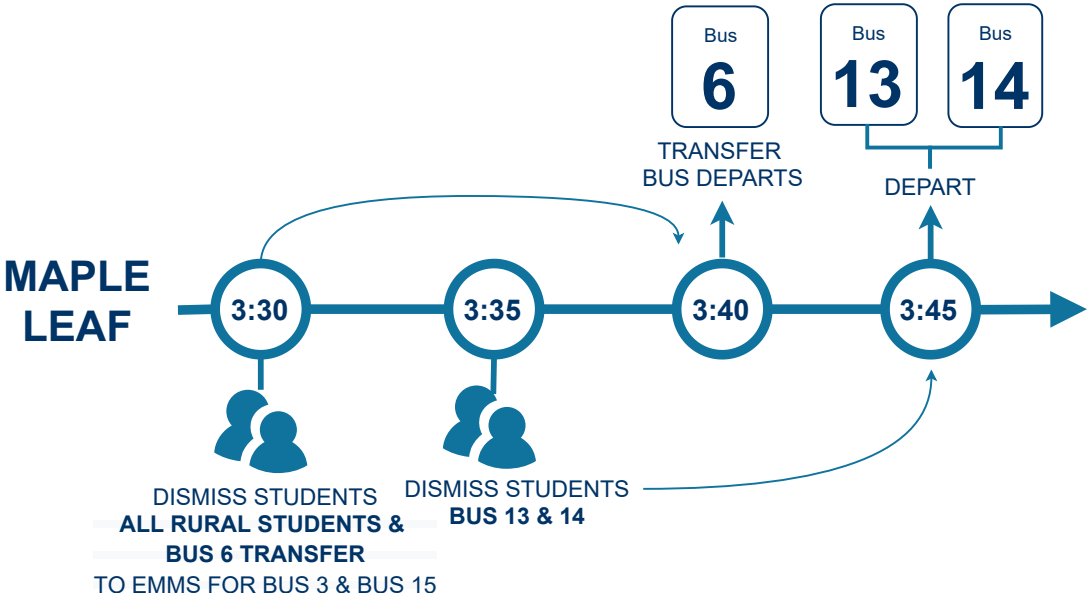 Bus
6
Bus
13
Bus
14
TRANSFER
BUS DEPARTS
DEPART
MAPLE
LEAF
3:30
3:35
3:40
3:45
DISMISS STUDENTS
ALL RURAL STUDENTS &
BUS 6 TRANSFER
TO EMMS FOR BUS 3 & BUS 15
DISMISS STUDENTS
BUS 13 & 14